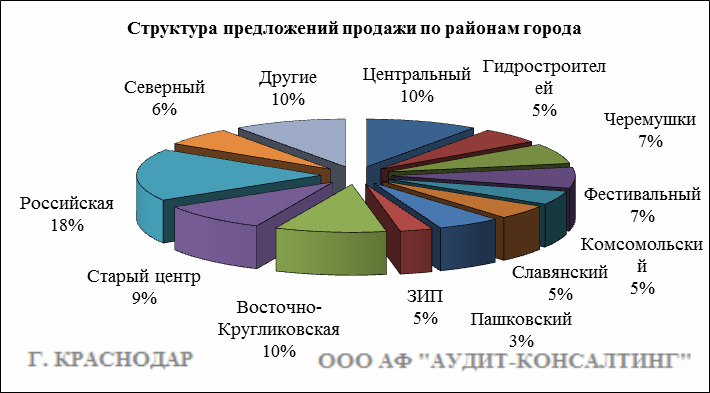 Структура предложений продажи по районам города
Центральный
10%
Гидростроител
ей
5%
Черемушки
7%
Фестивальный
7%
Комсомольски
й
5%
Славянский
5%
Пашковский
3%
ЗИП
5%
Восточно-
Кругликовская
10%
Старый центр
9%
Российская
18%
Северный
6%
Другие
10%
Г. КРАСНОДАР
ООО АФ "АУДИТ-КОНСАЛТИНГ"